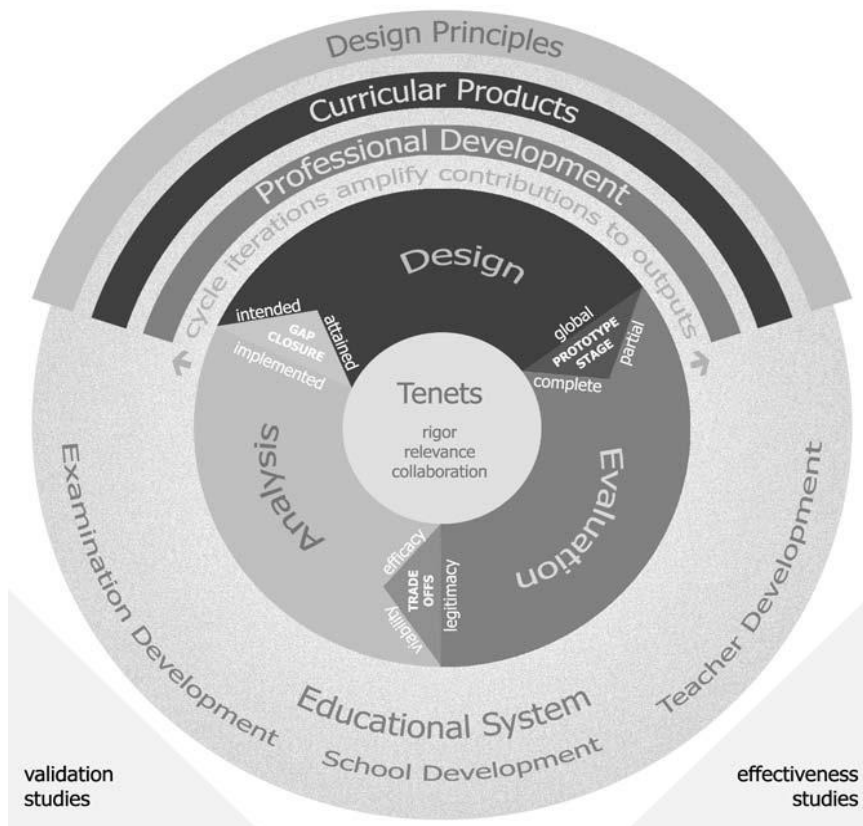 Design Principles
Curricular Products
Professional Development
cycle iterations amplify contributions to outputs
Design
intended
attained
GAP
CLOSURE
implemented
global
PROTOTYPE
STAGE
partial
complete
Tenets
rigor
relevance
collaboration
Analysis
Evaluation
efficacy
TRADE
OFFS
viability
legitimacy
Examination Development
Educational System
School Development
Teacher Development
validation
studies
effectiveness
studies